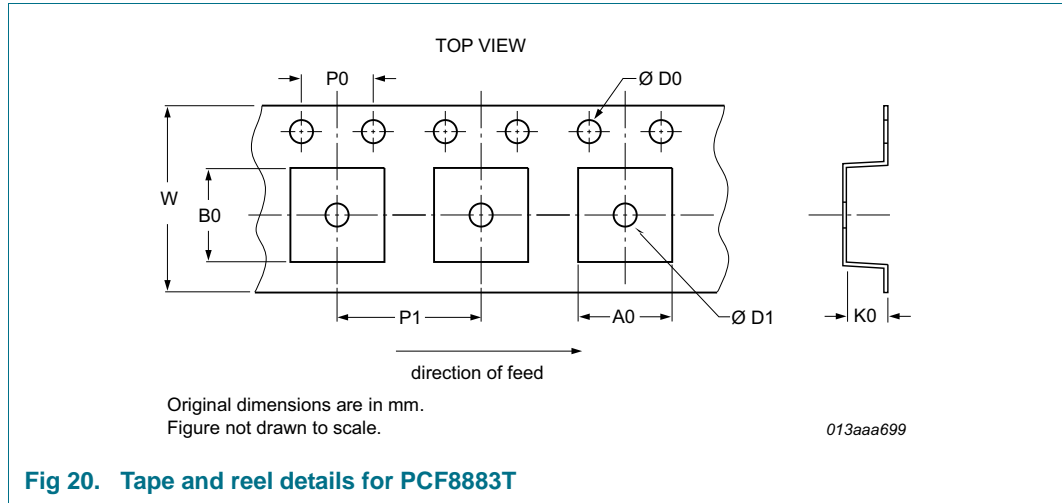 TOP VIEW
P0
Ø D0
W
B0
P1
A0
Ø D1
K0
direction of feed
Original dimensions are in mm.
Figure not drawn to scale.
013aaa699
Fig 20. Tape and reel details for PCF8883T